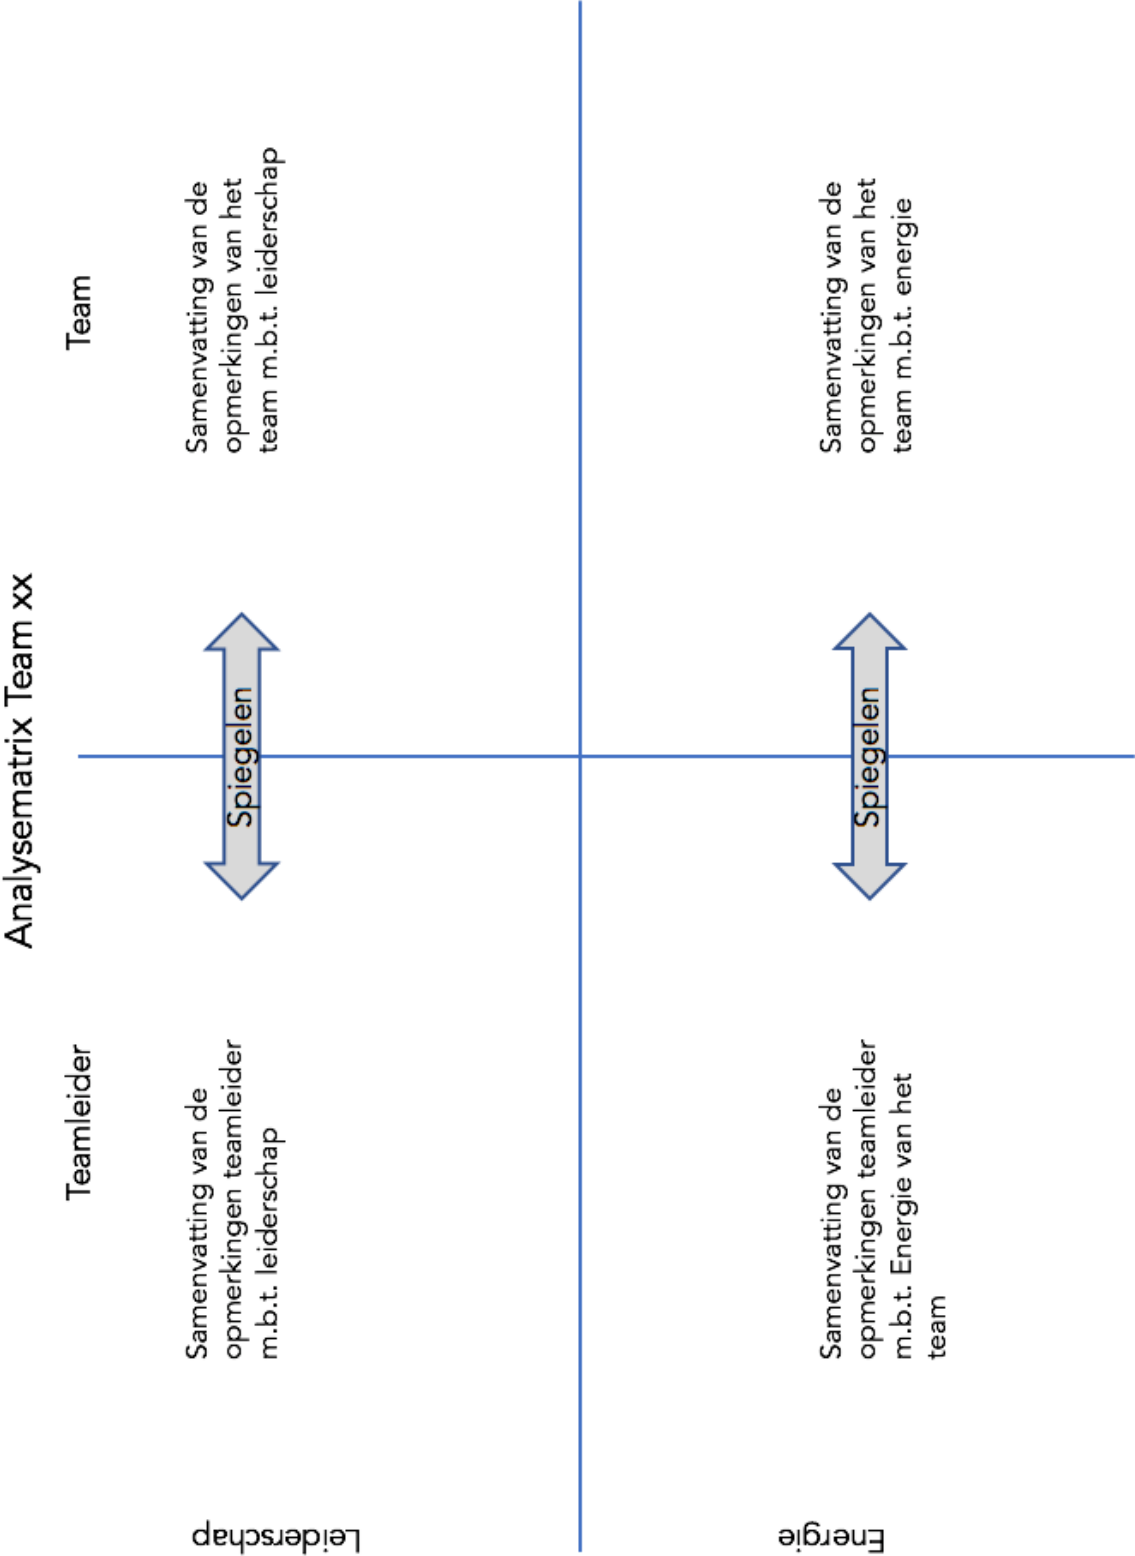 Analysematrix Team xx
Teamleider
Team
Leiderschap
Samenvatting van de
opmerkingen teamleider
m.b.t. leiderschap
Spiegelen
Samenvatting van de
opmerkingen van het
team m.b.t. leiderschap
Energie
Samenvatting van de
opmerkingen teamleider
m.b.t. Energie van het
team
Spiegelen
Samenvatting van de
opmerkingen van het
team m.b.t. energie